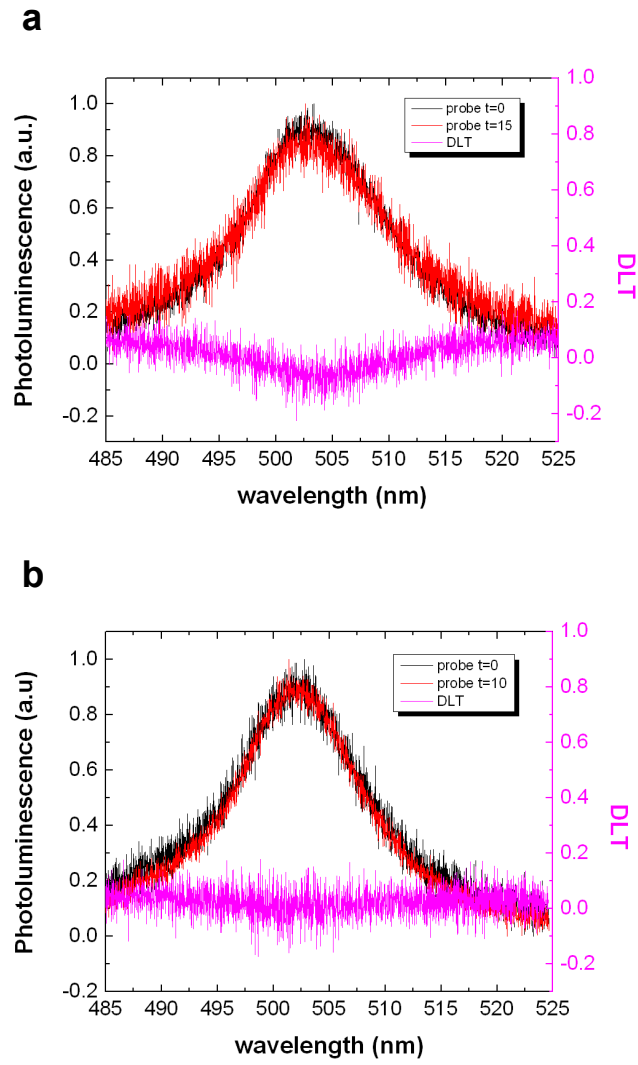 a
1.0
0.8
0.6
0.4
0.2
0.0
-0.2
Photoluminescence (a.u.)
probe t=0
probe t=15
DLT
1.0
0.8
0.6
0.4
0.2
0.0
-0.2
DLT
485 490 495 500 505 510 515 520 525
wavelength (nm)
b
1.0
0.8
0.6
0.4
0.2
0.0
-0.2
Photoluminescence (a.u)
probe t=0
probe t=10
DLT
1.0
0.8
0.6
0.4
0.2
0.0
-0.2
DLT
485 490 495 500 505 510 515 520 525
wavelength (nm)